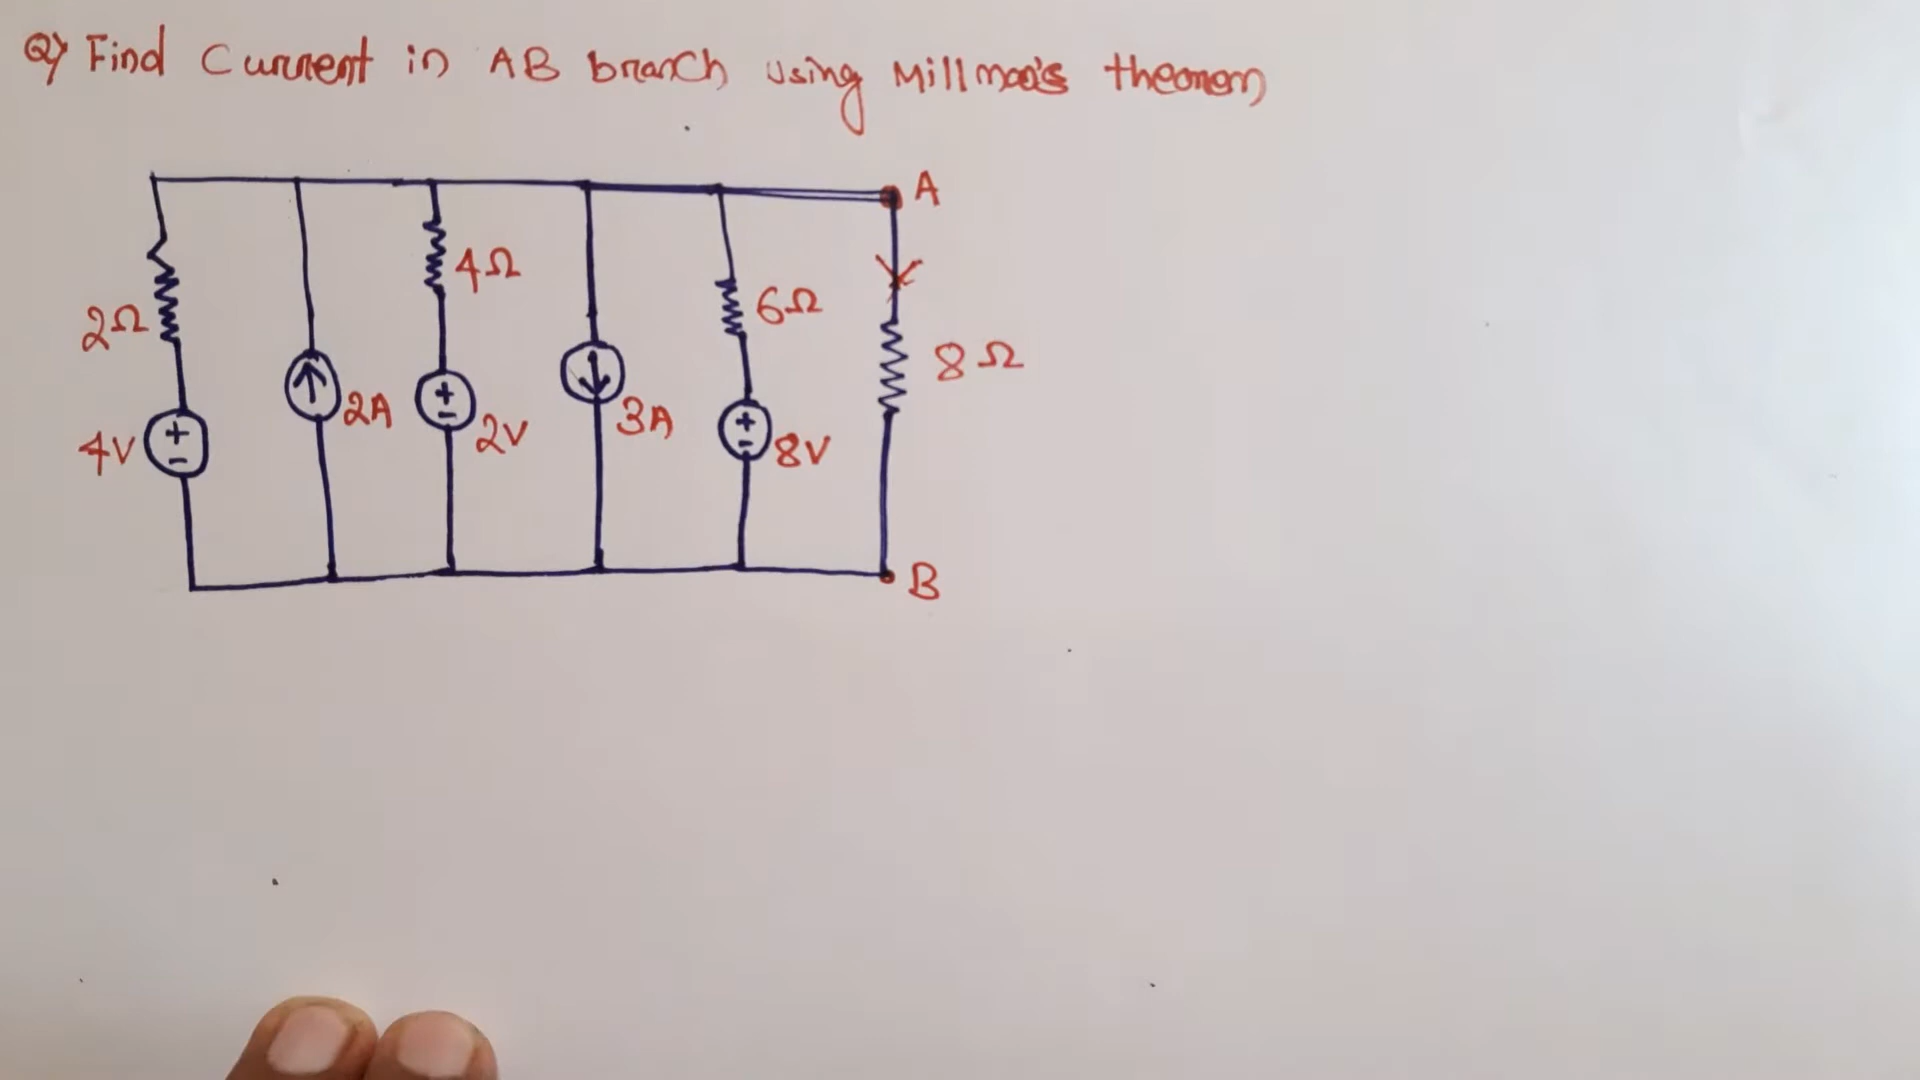 Q) Find Current in AB branch using Millman's theorem
A
4Ω
2Ω
6Ω
8Ω
2A
+
-
2V
3A
+
-
8V
4V
+
-
B